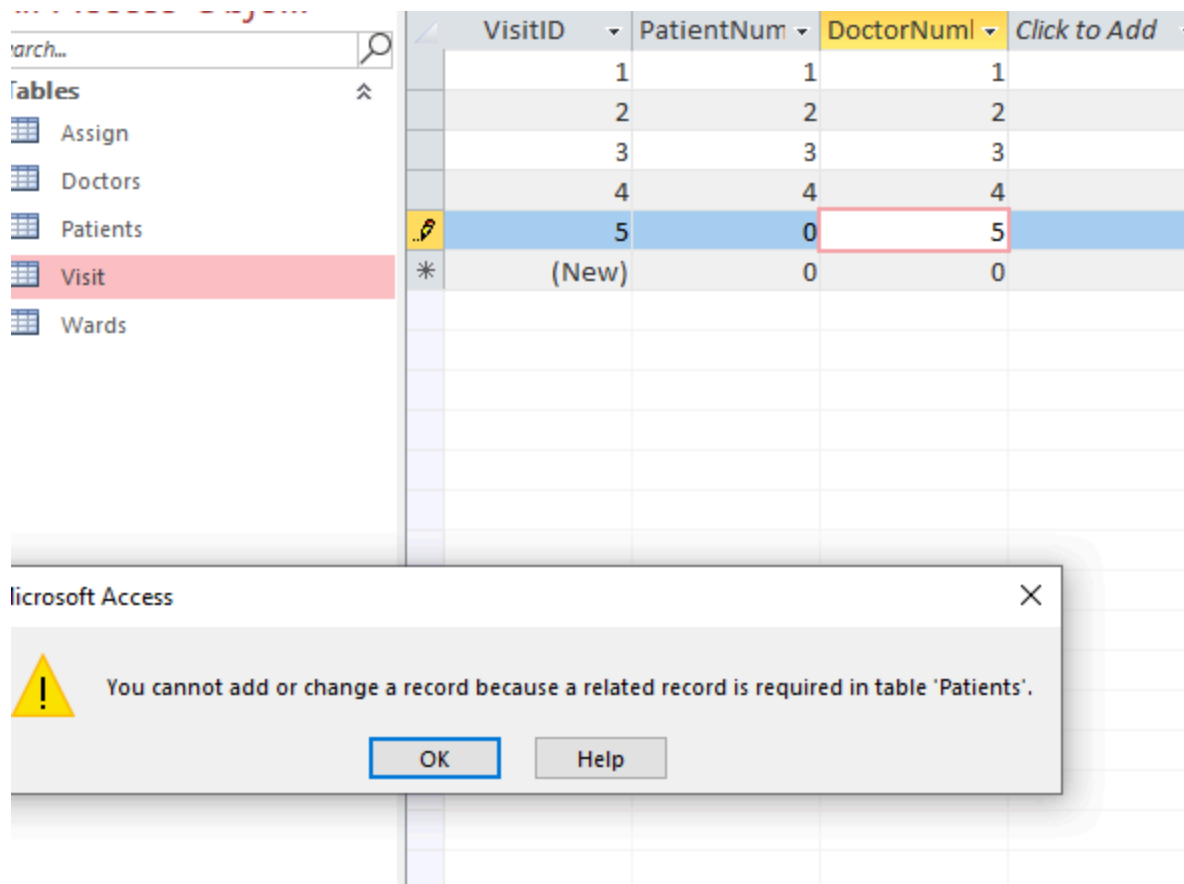 VisitID PatientNum DoctorNuml Click to Add
earch...
Tables
Assign
Doctors
Patients
Visit
Wards
1 1 1
2 2 2
3 3 3
4 4 4
5 0 5
(New) 0 0
Microsoft Access
You cannot add or change a record because a related record is required in table 'Patients'.
OK Help